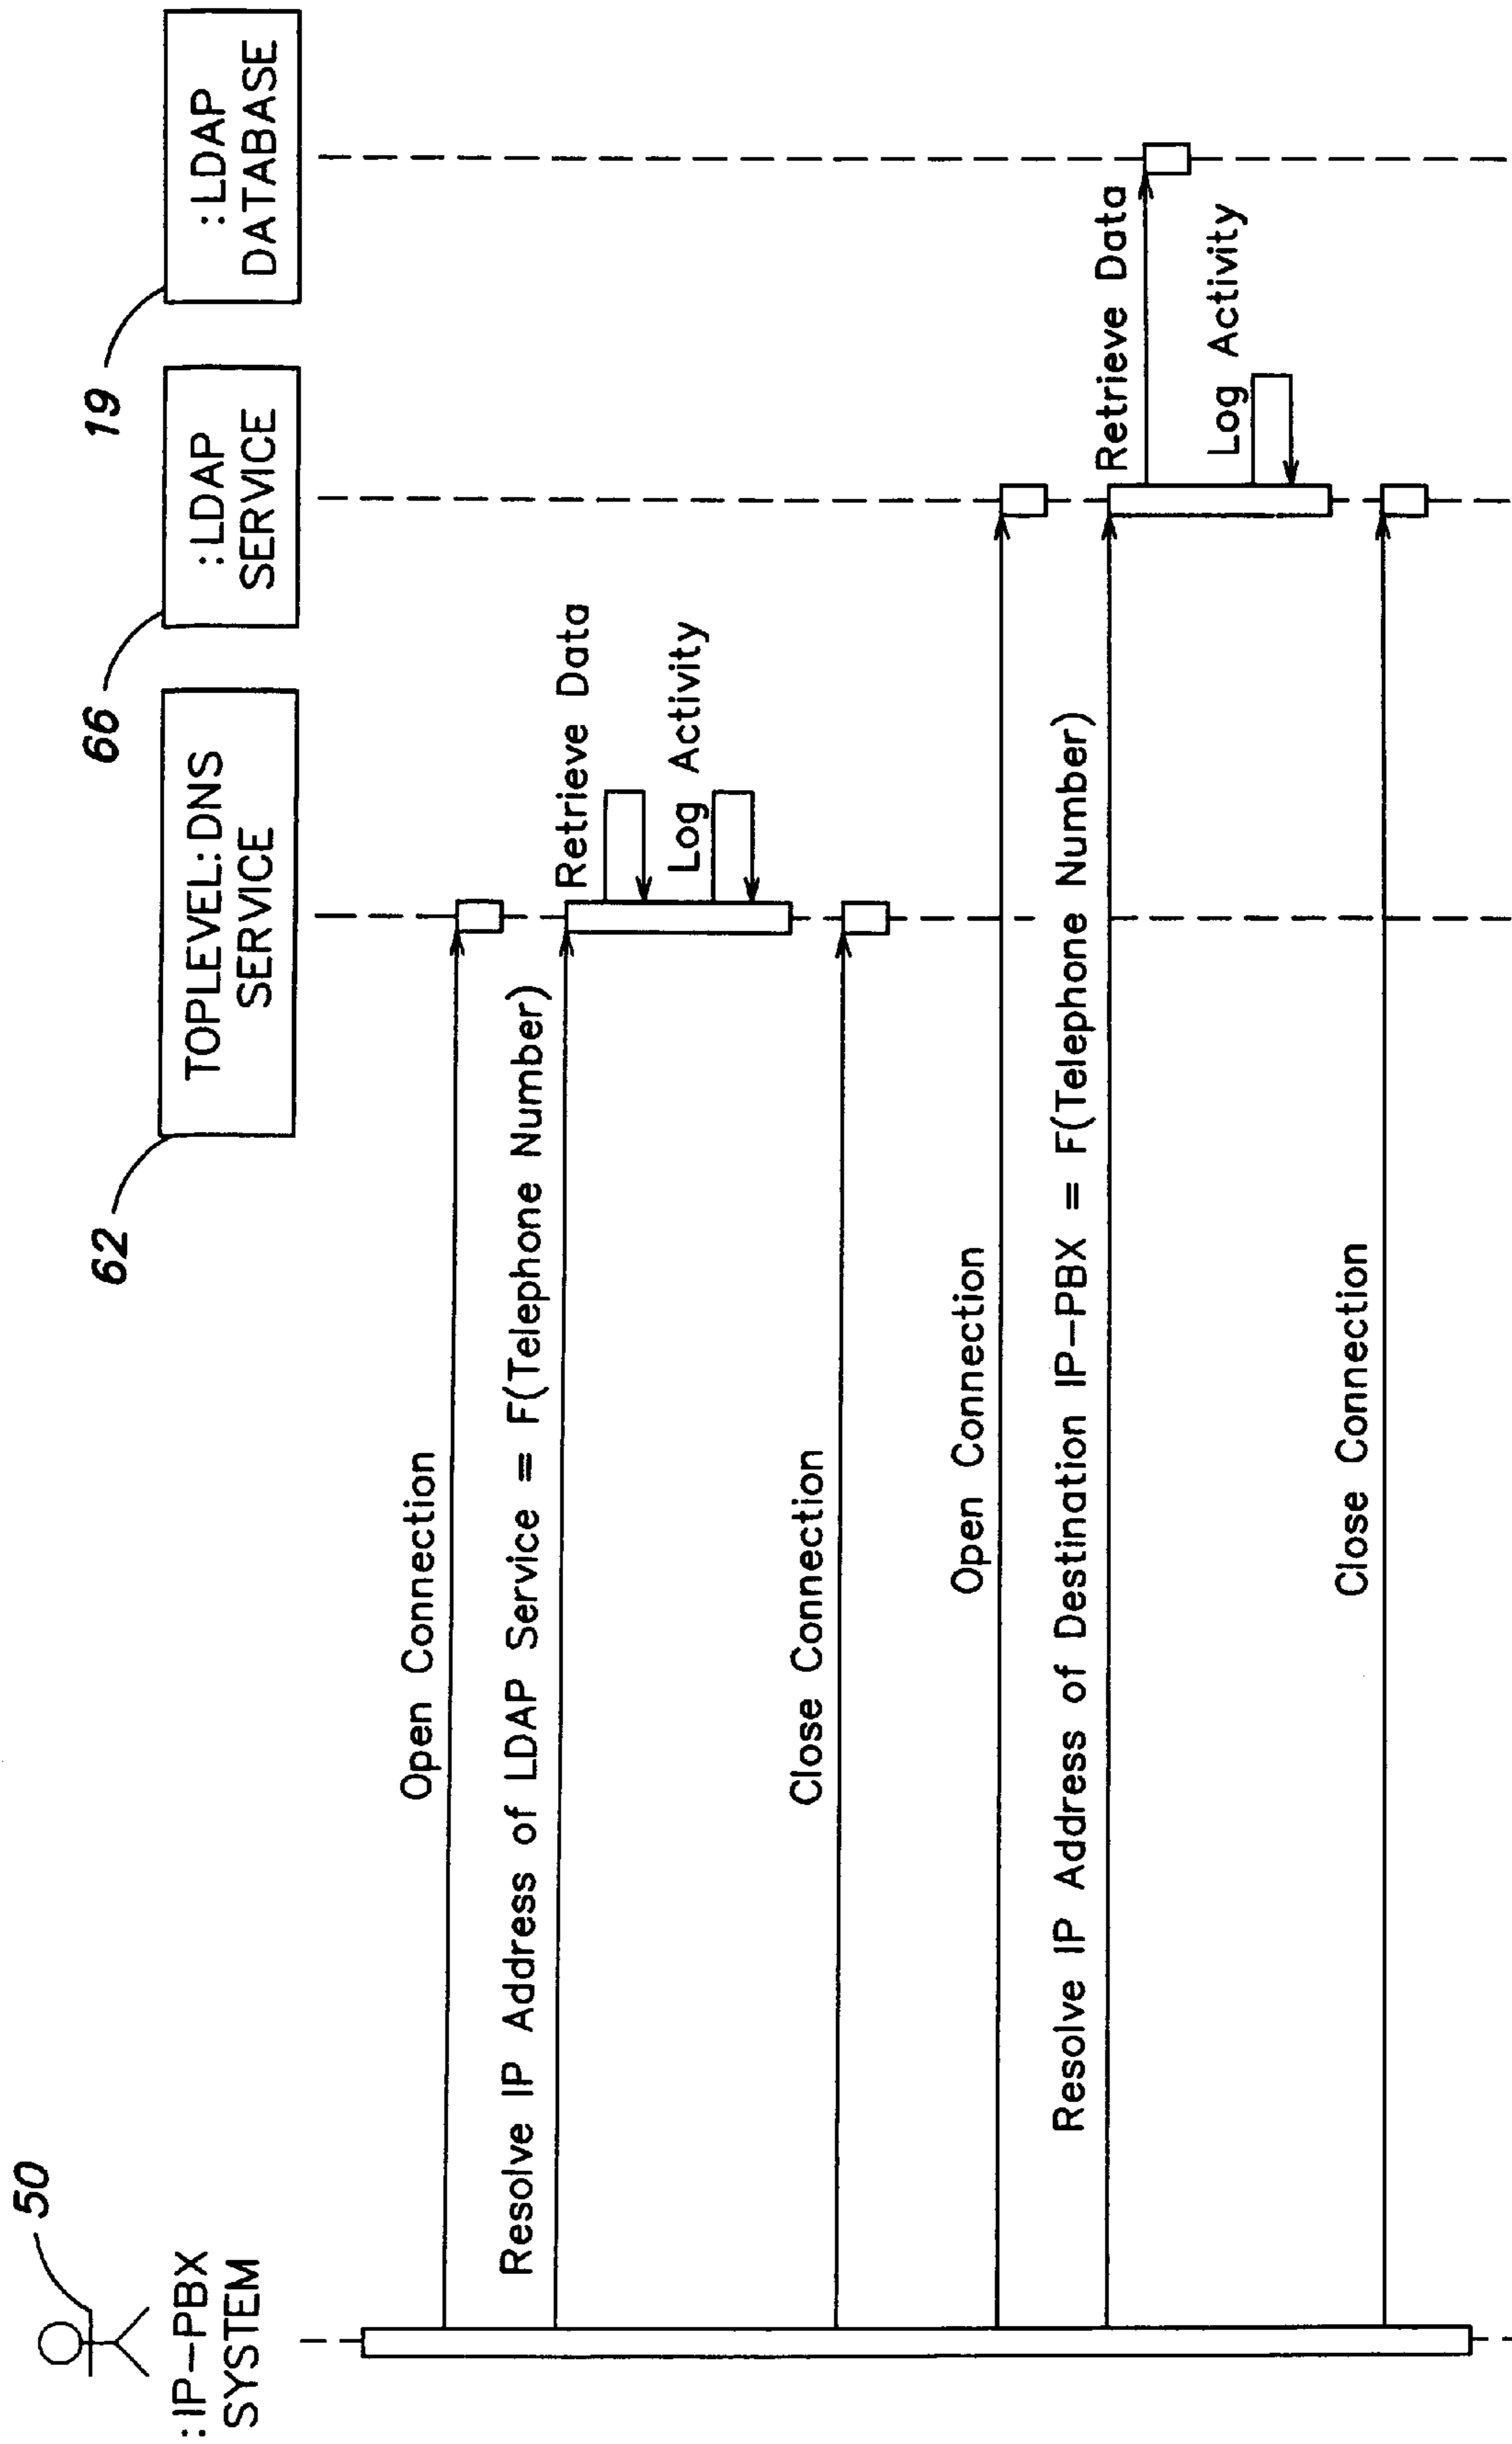 50
:IP-PBX
SYSTEM
62
TOPLEVEL:DNS
SERVICE
66
:LDAP
SERVICE
19
:LDAP
DATABASE
Open Connection
Resolve IP Address of LDAP Service = F(Telephone Number)
Retrieve Data
Log Activity
Close Connection
Open Connection
Resolve IP Address of Destination IP-PBX = F(Telephone Number)
Retrieve Data
Log Activity
Close Connection